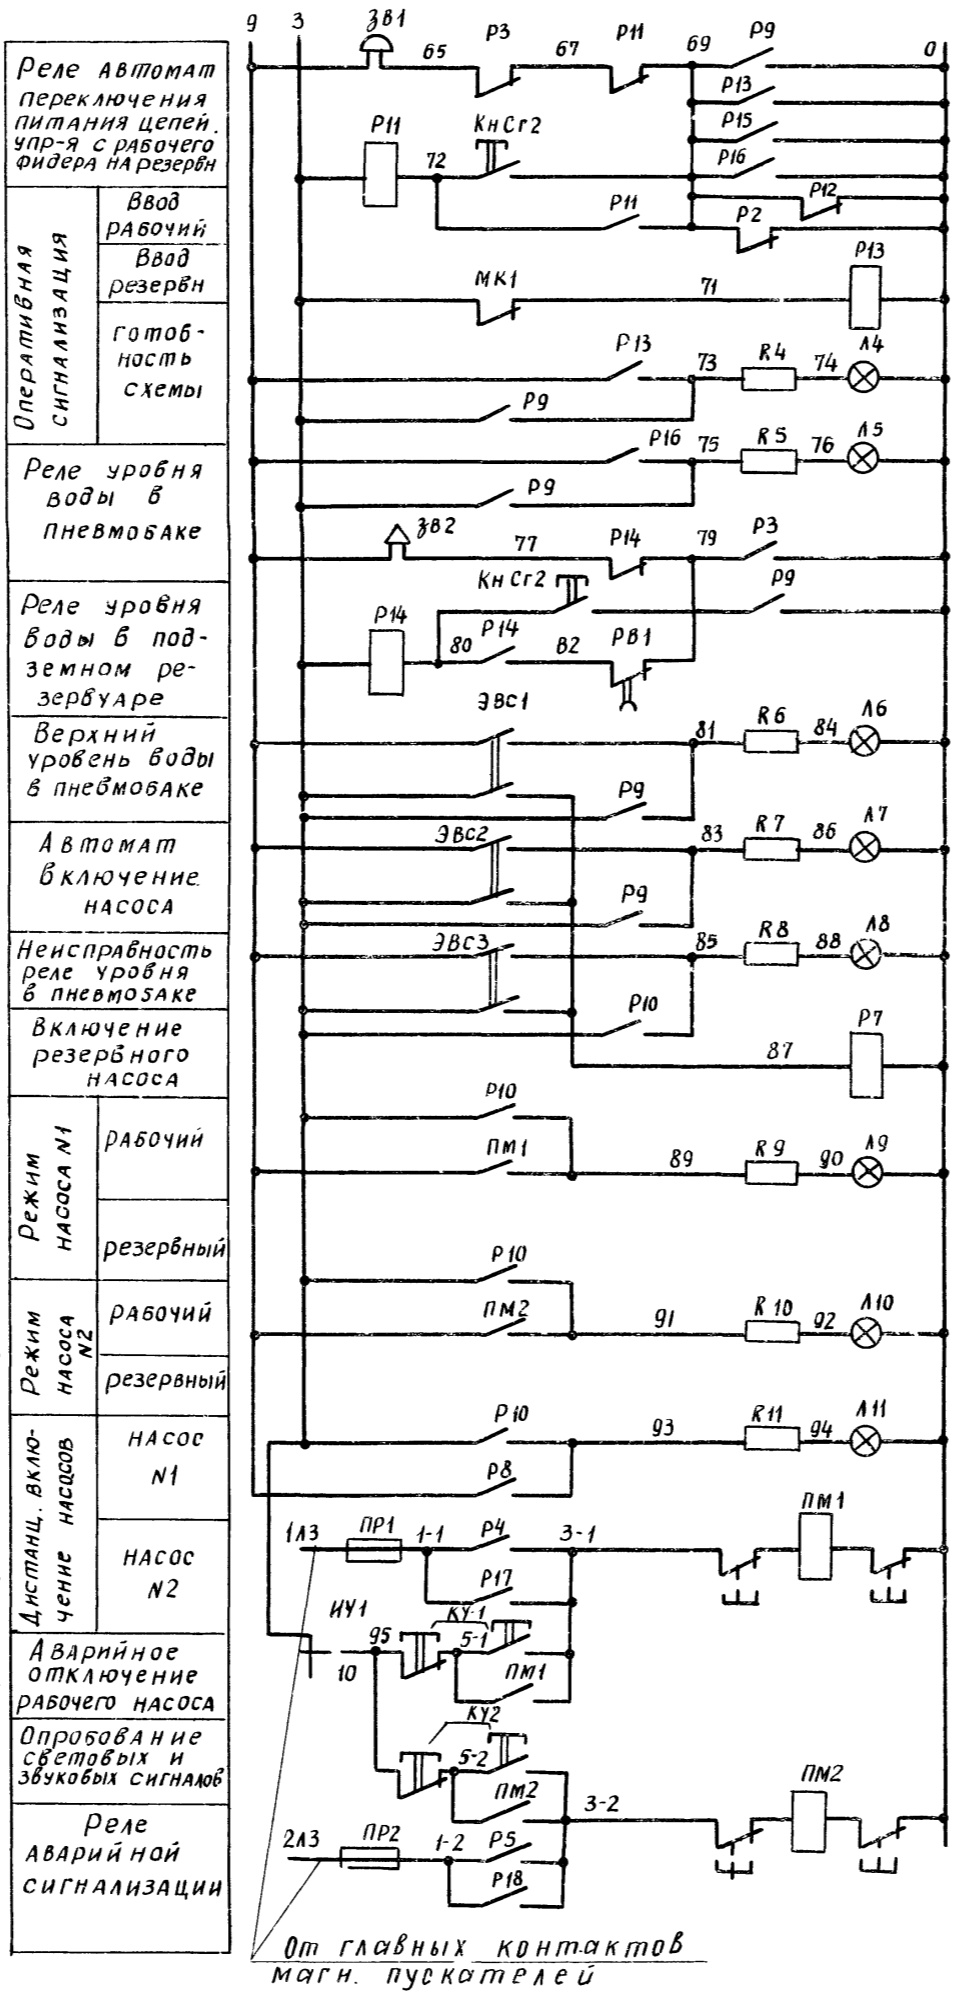 9 3 ЗВ1 65 Р3 67 Р11 69 Р9 0
Р13
Р15
Р11 72 КнСг2 Р16
Р12
Р11 Р2
МК1 71 Р13
Р13 73 R4 74 Л4
Р9
Р16 75 R5 76 Л5
Р9
ЗВ2 77 Р14 79 Р3
КнСг2 Р9
Р14 80 Р14 В2 РВ1
ЭВС1 81 R6 84 Л6
Р9
ЭВС2 83 R7 86 Л7
Р9
ЭВС3 85 R8 88 Л8
Р10
87 Р7
Р10
ПМ1 89 R9 90 Л9
Р10
ПМ2 91 R10 92 Л10
Р10 93 R11 94 Л11
Р8
1Л3 ПР1 1-1 Р4 3-1 ПМ1
Р17
ИУ1 95 КУ-1 5-1
10 ПМ1
КУ2
5-2
ПМ2 3-2 ПМ2
2Л3 ПР2 1-2 Р5
Р18
От главных контактов
магн. пускателей
Реле автомат
переключения
питания цепей.
упр-я с рабочего
фидера на резервн
Оперативная
сигнализация
Ввод
рабочий
Ввод
резервн
готов-
ность
схемы
Реле уровня
воды в
пневмобаке
Реле уровня
воды в под-
земном ре-
зервуаре
Верхний
уровень воды
в пневмобаке
Автомат
включение.
насоса
Неисправность
реле уровня
в пневмобаке
Включение
резервного
насоса
Режим
насоса N1
рабочий
резервный
Режим
насоса
N2
рабочий
резервный
Диспанц. вклю-
чение насосов
насос
N1
насос
N2
Аварийное
отключение
рабочего насоса
Опробование
световых и
звуковых сигналов
Реле
аварийной
сигнализации